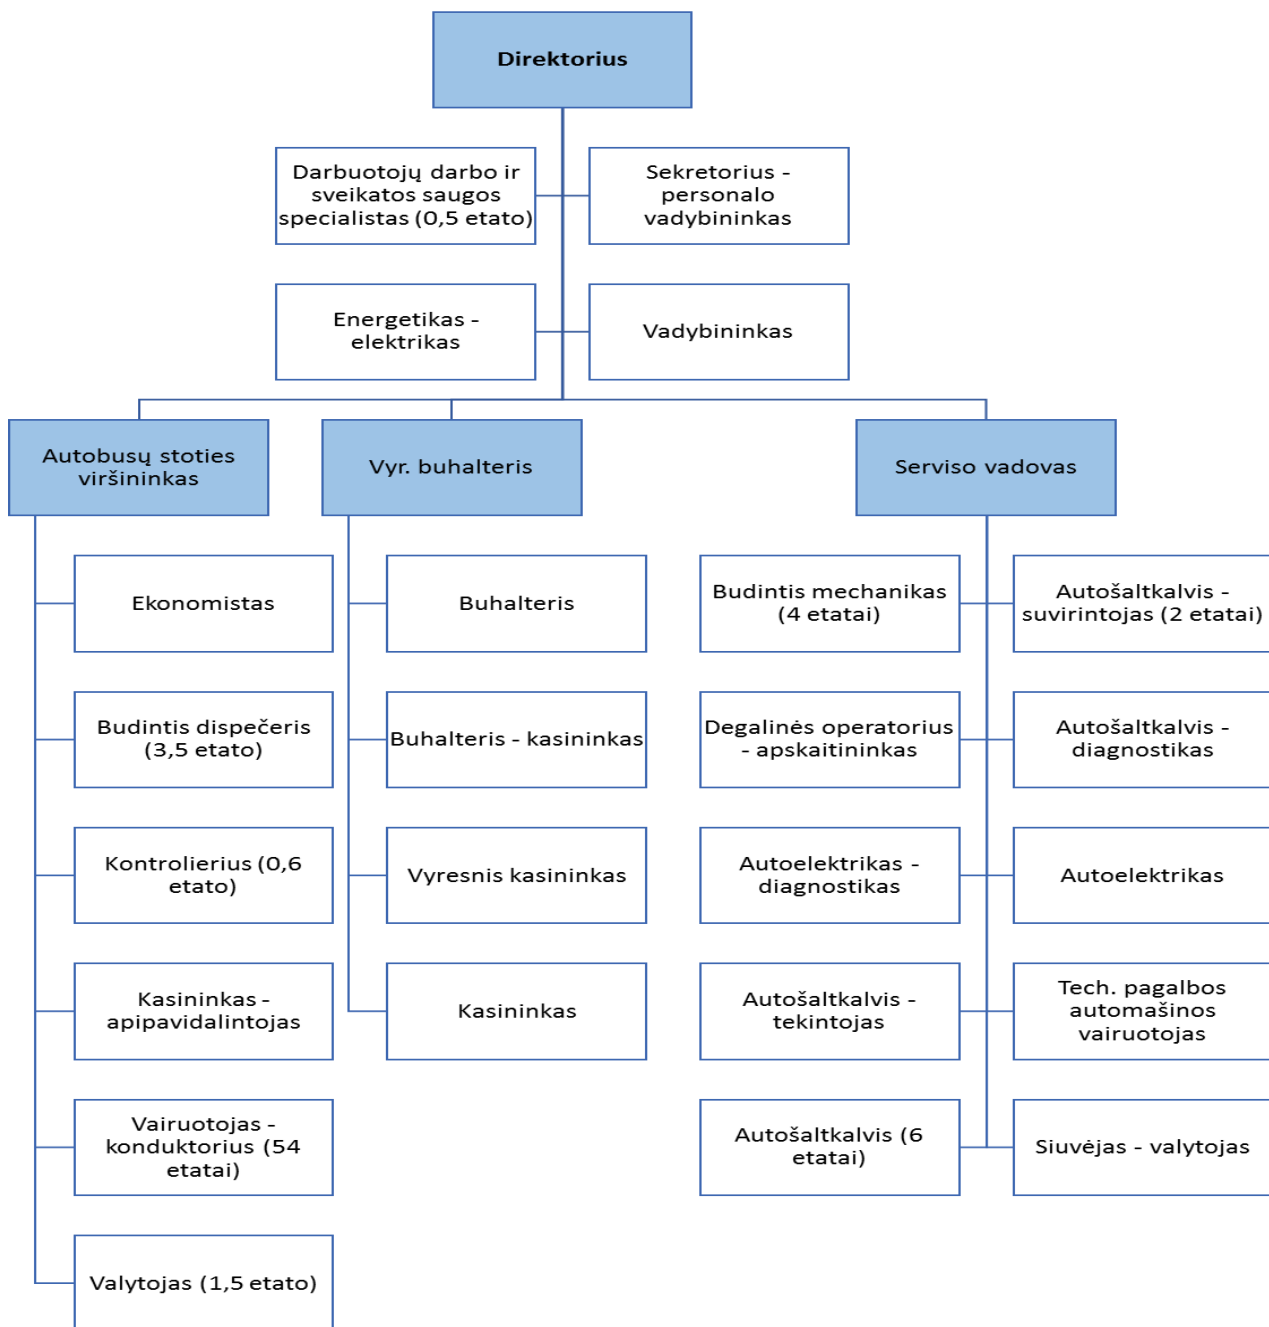 Direktorius
Darbuotojų darbo ir
sveikatos saugos
specialistas (0,5 etato)
Sekretorius -
personalo
vadybininkas
Energetikas -
elektrikas
Vadybininkas
Autobusų stoties
viršininkas
Vyr. buhalteris
Serviso vadovas
Ekonomistas
Budintis dispečeris
(3,5 etato)
Kontrolierius (0,6
etato)
Kasininkas -
apipavidalintojas
Vairuotojas -
konduktorius (54
etatai)
Valytojas (1,5 etato)
Buhalteris
Buhalteris - kasininkas
Vyresnis kasininkas
Kasininkas
Budintis mechanikas
(4 etatai)
Autošaltkalvis -
suvirintojas (2 etatai)
Degalinės operatorius
- apskaitininkas
Autošaltkalvis -
diagnostikas
Autoelektrikas -
diagnostikas
Autoelektrikas
Autošaltkalvis -
tekintojas
Tech. pagalbos
automašinos
vairuotojas
Autošaltkalvis (6
etatai)
Siuvėjas - valytojas